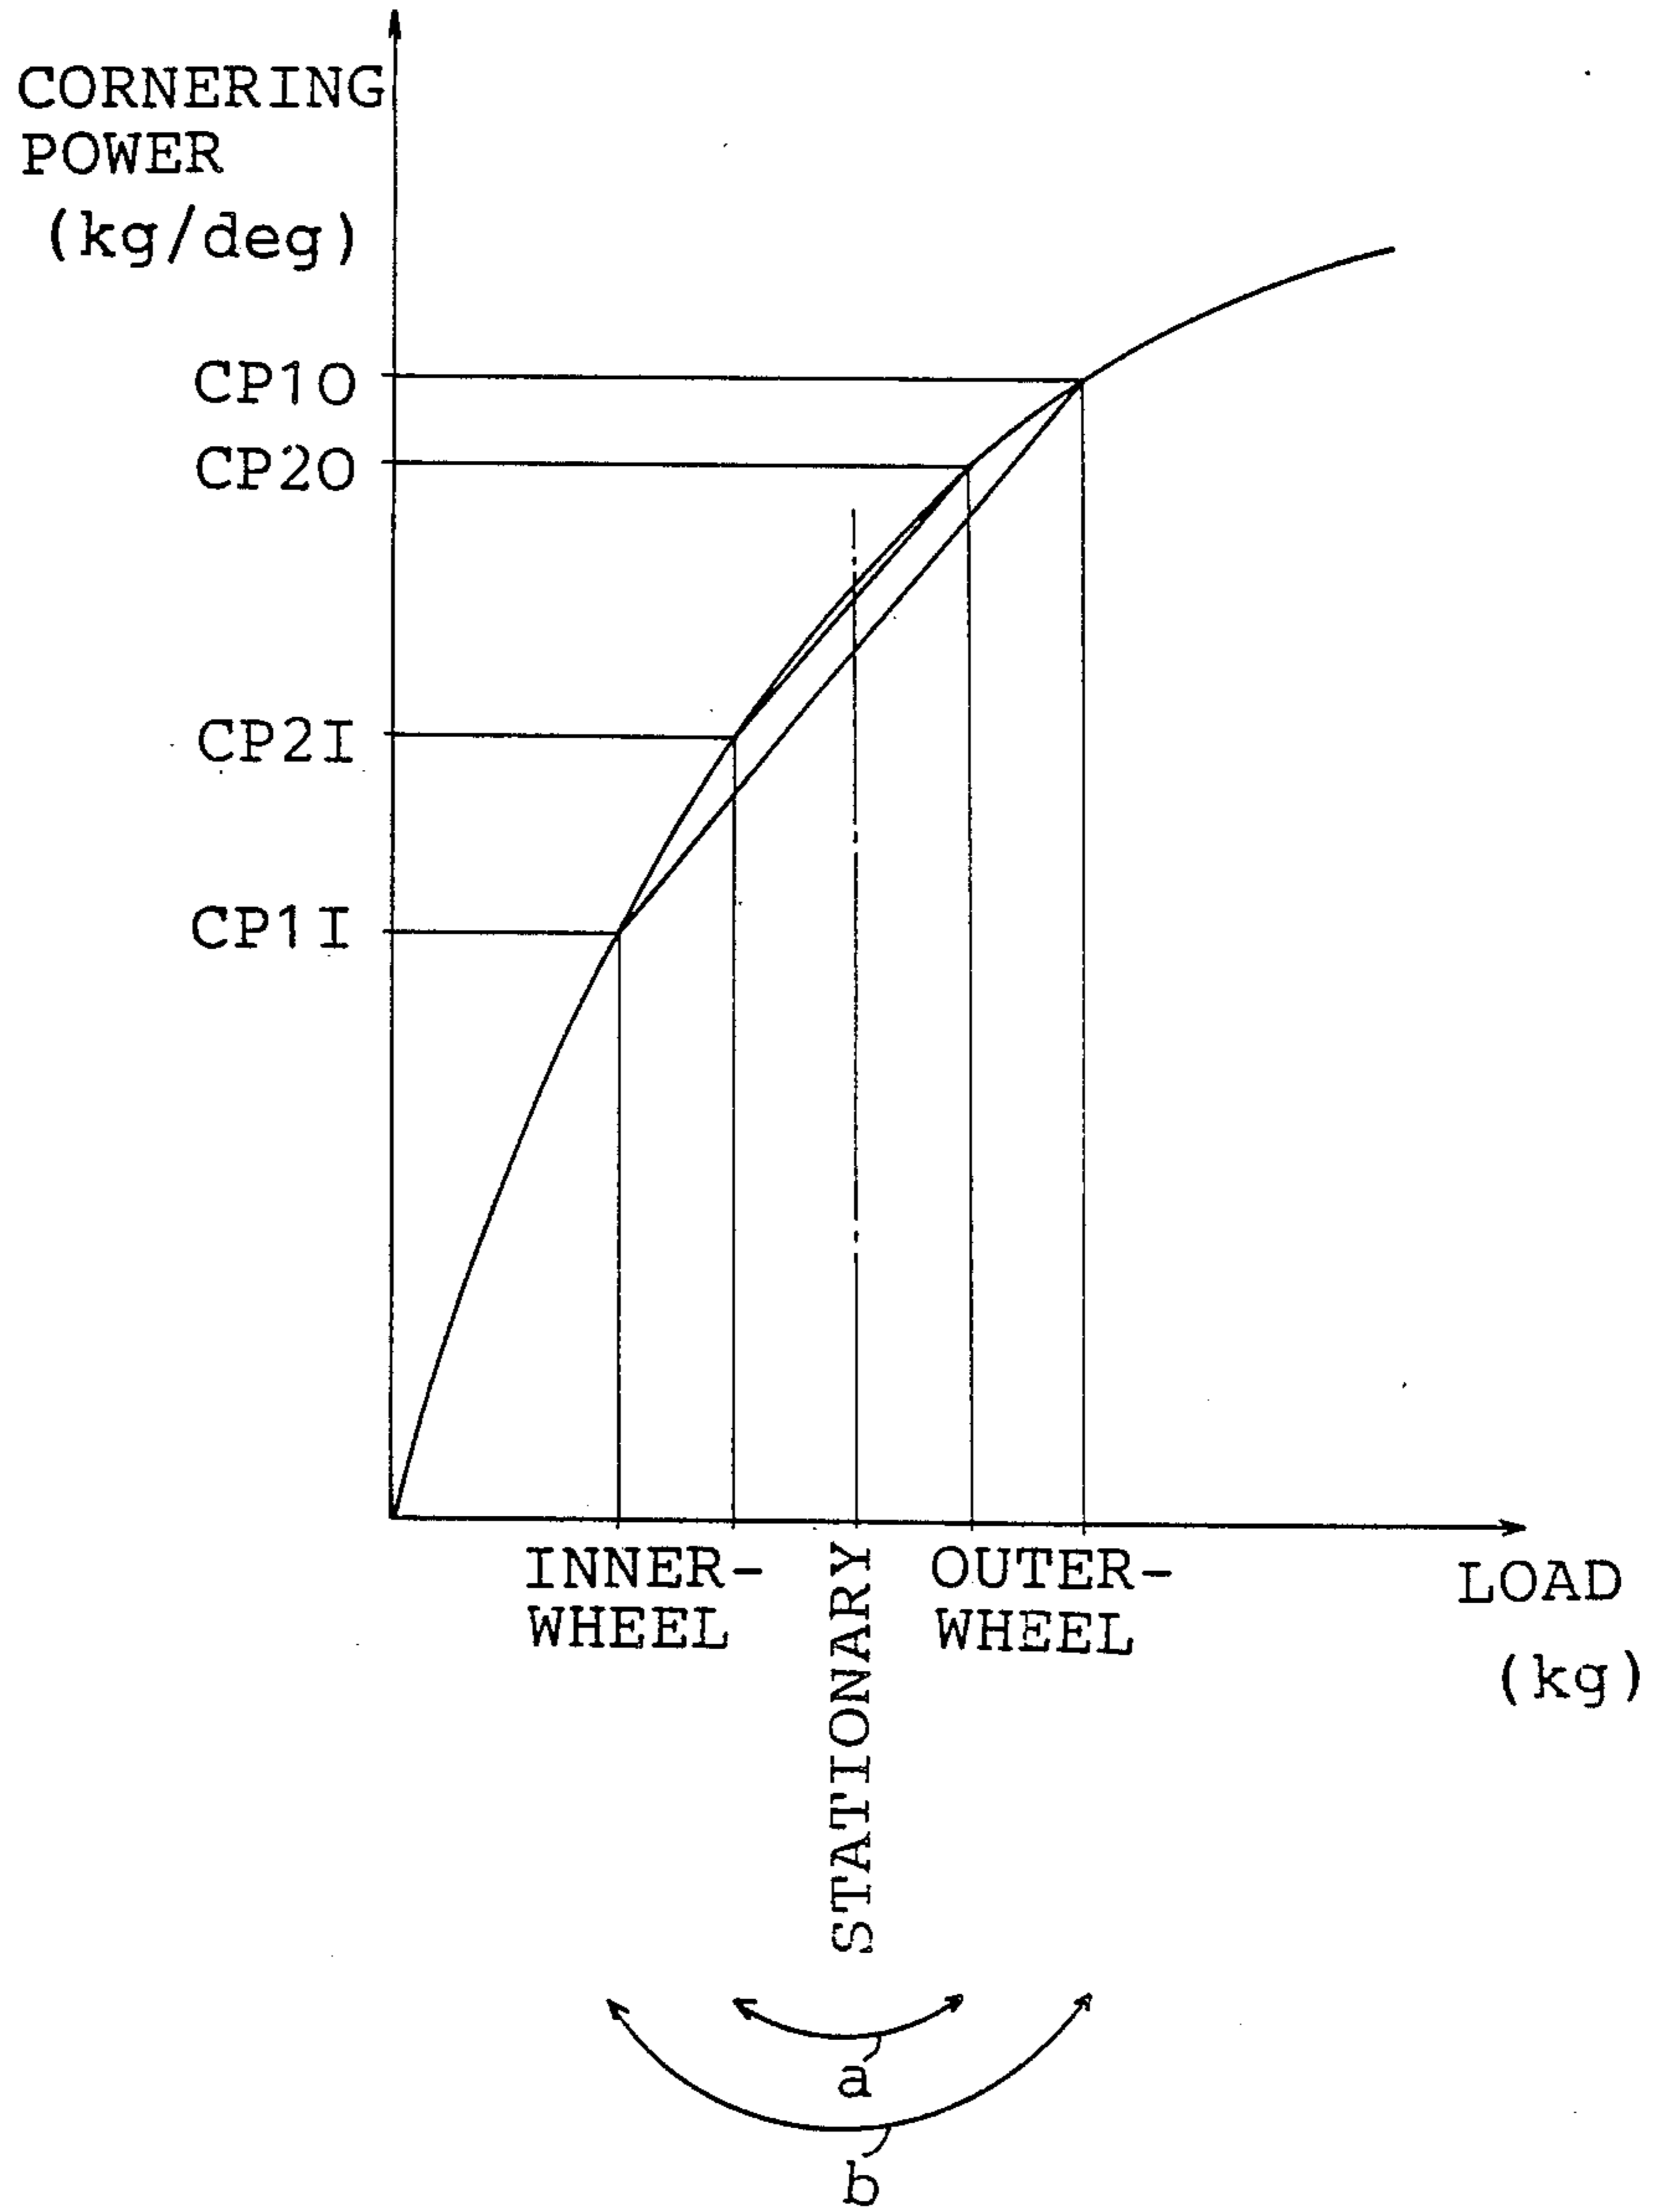 CORNERING
POWER
(kg/deg)
CP1O
CP2O
CP2I
CP1I
INNER-
WHEEL
STATIONARY
OUTER-
WHEEL
LOAD
(kg)
a
b